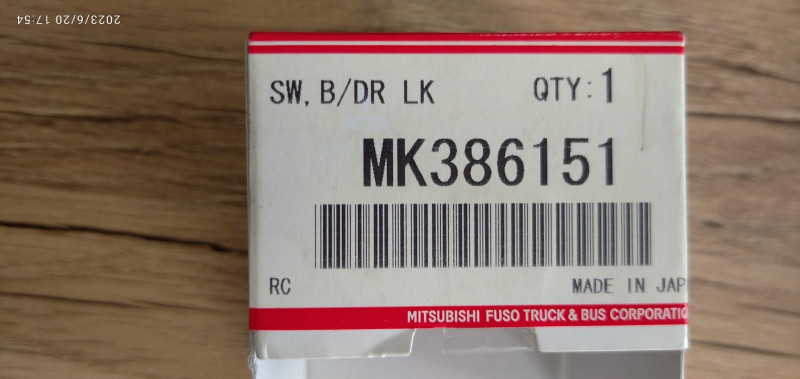 2023/6/20 17:54
SW, B/DR LK QTY: 1
MK386151
RC MADE IN JAP
MITSUBISHI FUSO TRUCK & BUS CORPORATIO